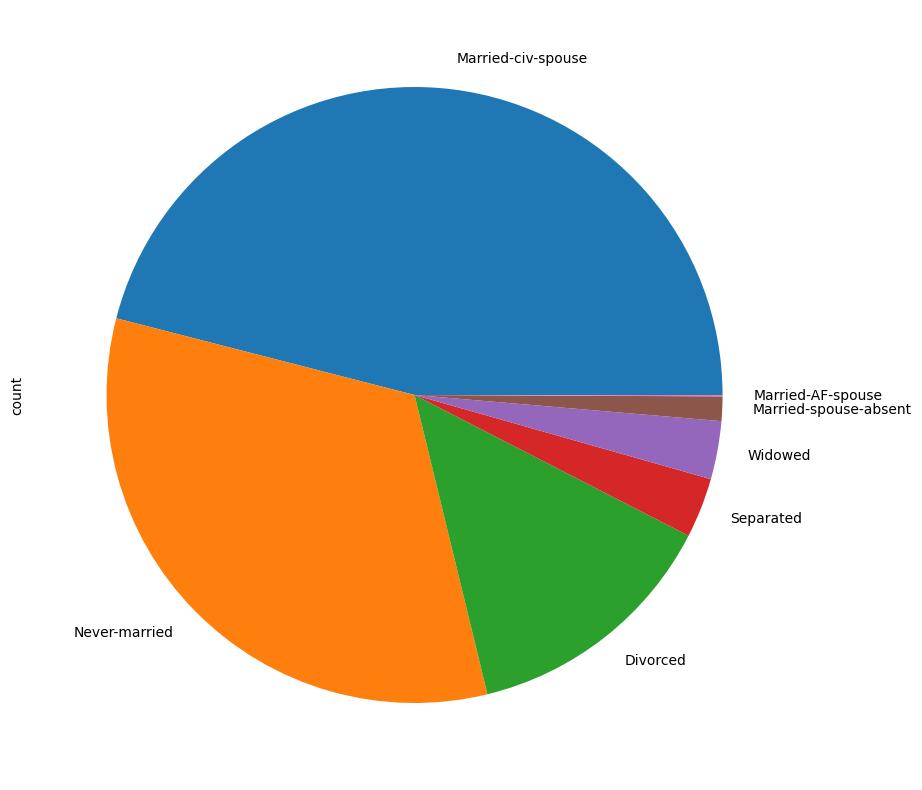 Married-civ-spouse
Married-AF-spouse
Married-spouse-absent
count
Widowed
Separated
Never-married
Divorced